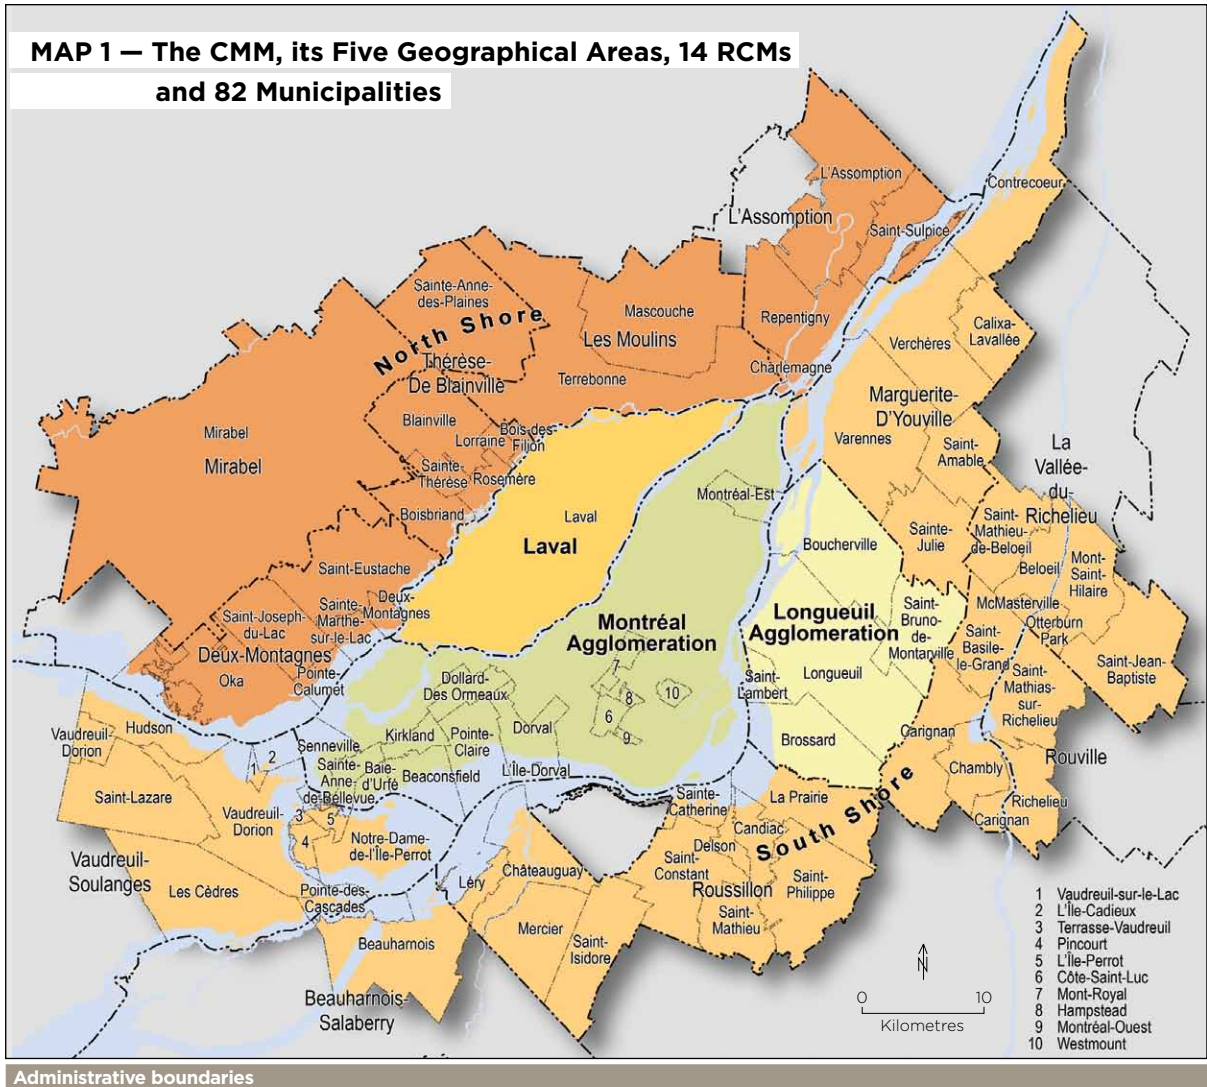 MAP 1 — The CMM, its Five Geographical Areas, 14 RCMs
and 82 Municipalities
Contrecoeur
L'Assomption
L'Assomption
Saint-Sulpice
Sainte-Anne-
des-Plaines
North Shore
Mascouche
Les Moulins
Repentigny
Calixa-
Lavallée
Verchères
Thérèse-
De Blainville
Terrebonne
Charlemagne
Marguerite-
D'Youville
Blainville
Lorraine
Bois-des-
Filion
Varennes
Saint-
Amable
La
Vallée-
du-
Richelieu
Mirabel
Mirabel
Sainte-
Thérèse
Rosemère
Boisbriand
Montréal-Est
Laval
Laval
Boucherville
Sainte-
Julie
Saint-
Mathieu-
de-Beloeil
Beloeil
Mont-
Saint-
Hilaire
Saint-Eustache
Deux-
Montagnes
Sainte-
Marthe-
sur-le-Lac
Saint-Joseph-
du-Lac
Deux-Montagnes
Oka
Pointe-
Calumet
Montréal
Agglomeration
Longueuil
Agglomeration
Saint-
Bruno-
de-
Montarville
McMasterville
Otterburn
Park
Saint-
Basile-
le-Grand
Saint-Jean-
Baptiste
Saint-
Mathias-
sur-
Richelieu
Longueuil
Saint-
Lambert
Dollard-
Des Ormeaux
7
8
10
6
9
Vaudreuil-
Dorion
Hudson
1
2
Senneville
Kirkland
Pointe-
Claire
Dorval
Brossard
Carignan
Rouville
Sainte-
Anne-
de-Bellevue
Baie-
d'Urfé
Beaconsfield
L'Île-Dorval
Chambly
Saint-Lazare
Vaudreuil-
Dorion
3
5
4
Notre-Dame-
de-l'Île-Perrot
Sainte-
Catherine
La Prairie
South Shore
Richelieu
Carignan
Candiac
Delson
Saint-
Constant
Roussillon
Saint-
Philippe
Saint-
Mathieu
Vaudreuil-
Soulanges
Les Cèdres
Pointe-des-
Cascades
Léry
Châteauguay
Mercier
Saint-
Isidore
Beauharnois
Beauharnois-
Salaberry
N
0 10
Kilometres
1 Vaudreuil-sur-le-Lac
2 L'Île-Cadieux
3 Terrasse-Vaudreuil
4 Pincourt
5 L'Île-Perrot
6 Côte-Saint-Luc
7 Mont-Royal
8 Hampstead
9 Montréal-Ouest
10 Westmount
Administrative boundaries